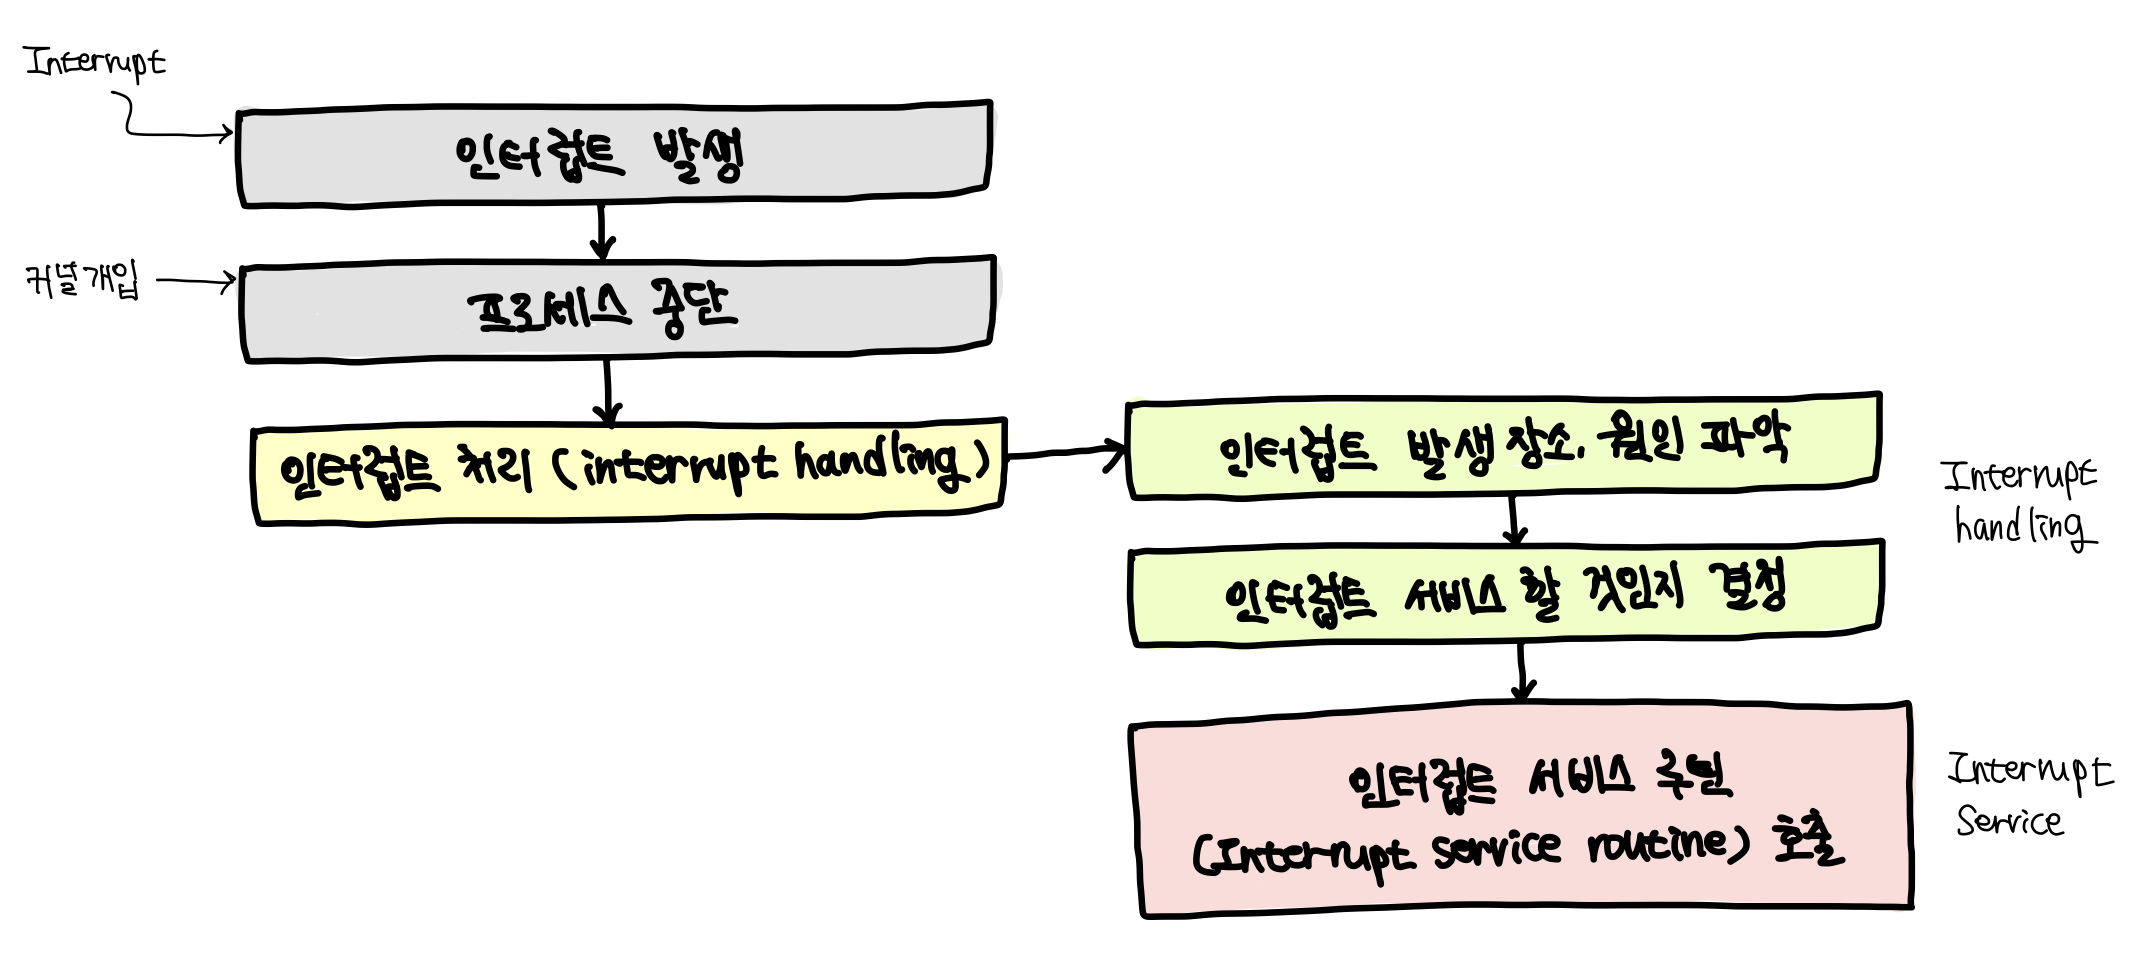 Interrupt
인터럽트 발생
커널개입
프로세스 중단
인터럽트 처리 (interrupt handling)
인터럽트 발생 장소, 원인 파악
인터럽트 서비스 할 것인지 결정
Interrupt
handling
인터럽트 서비스 루틴
(Interrupt service routine) 호출
Interrupt
Service